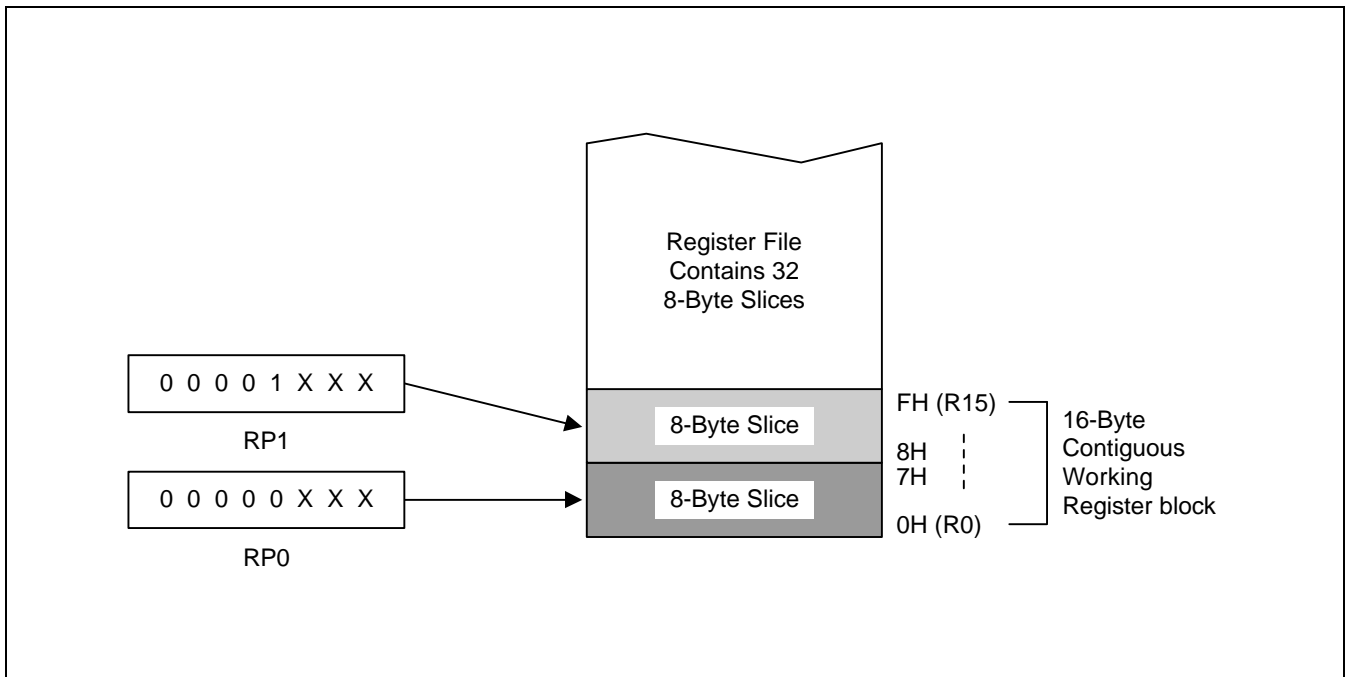 Register File
Contains 32
8-Byte Slices
0 0 0 0 1 X X X
RP1
0 0 0 0 0 X X X
RP0
8-Byte Slice
8-Byte Slice
FH (R15)
8H
7H
0H (R0)
16-Byte
Contiguous
Working
Register block